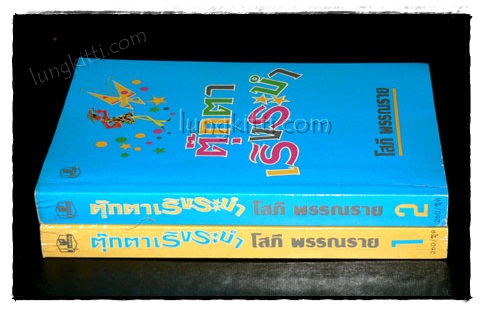 lungkitti.com
ตุ๊กตา
เริงระบำ
lungkitti.com
โสภี พรรณราย
ตุ๊กตาเริงระบำ โสภี พรรณราย 2
ตุ๊กตาเริงระบำ โสภี พรรณราย 1